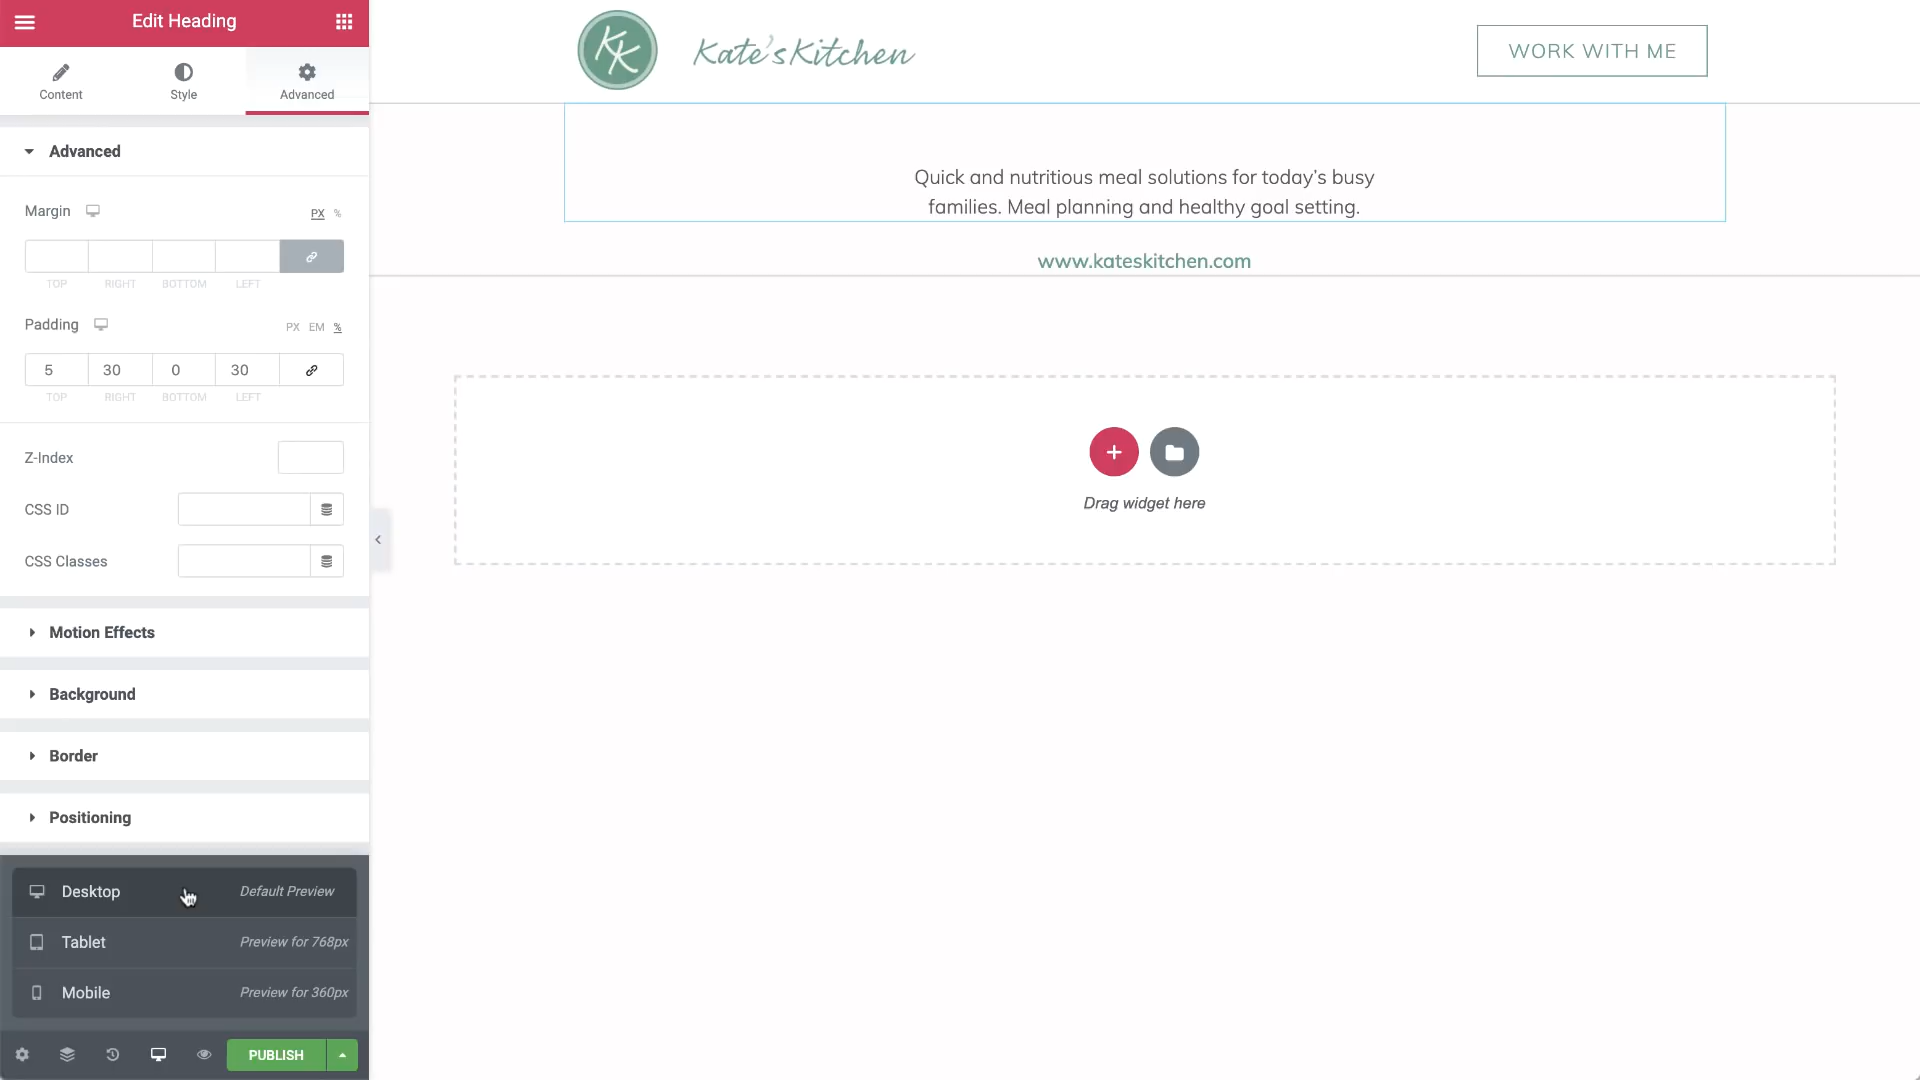 Edit Heading
Content
Style
Advanced
Advanced
Margin
PX %
TOP RIGHT BOTTOM LEFT
Padding
PX EM %
5 30 0 30
TOP RIGHT BOTTOM LEFT
Z-Index
CSS ID
CSS Classes
Motion Effects
Background
Border
Positioning
Desktop Default Preview
Tablet Preview for 768px
Mobile Preview for 360px
PUBLISH
KK
Kate's Kitchen
WORK WITH ME
Quick and nutritious meal solutions for today's busy
families. Meal planning and healthy goal setting.
www.kateskitchen.com
Drag widget here